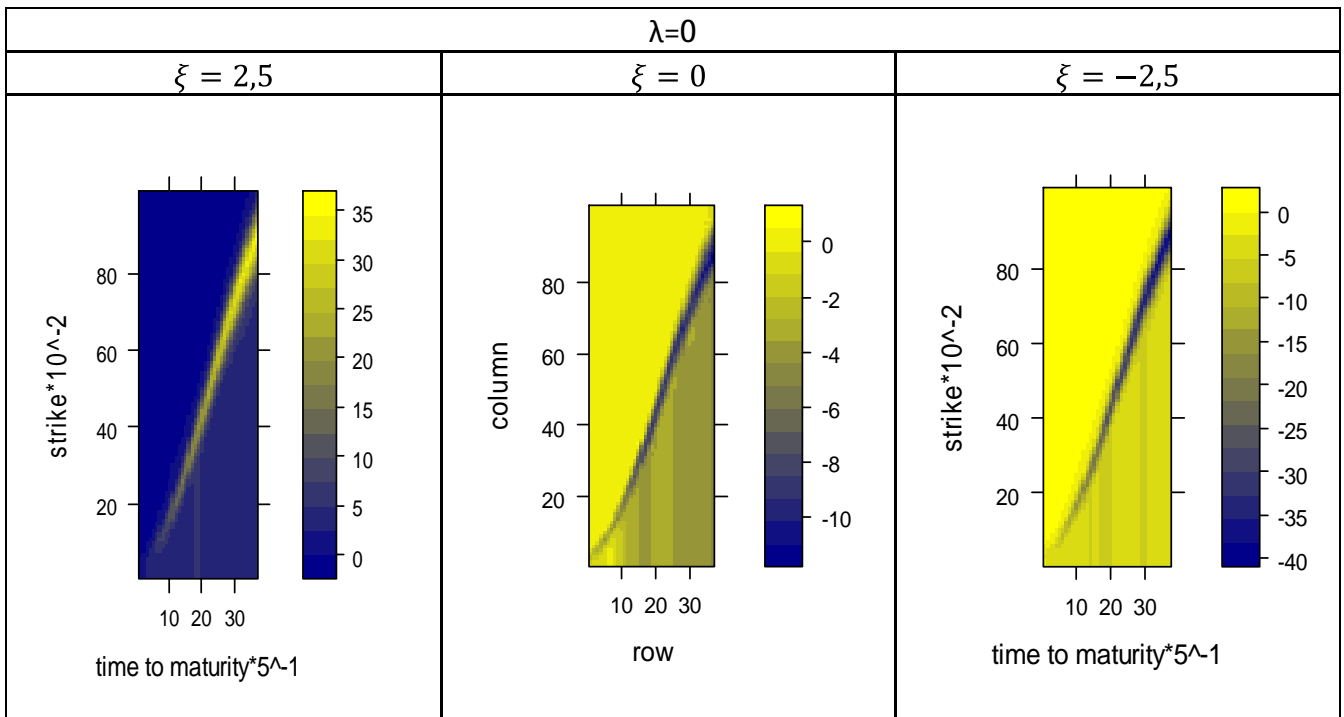 λ=0
ξ = 2,5
ξ = 0
ξ = −2,5
35
30
25
20
15
10
5
0
80
60
40
20
strike*10^-2
10 20 30
time to maturity*5^-1
0
-2
-4
-6
-8
-10
80
60
40
20
column
10 20 30
row
0
-5
-10
-15
-20
-25
-30
-35
-40
80
60
40
20
strike*10^-2
10 20 30
time to maturity*5^-1